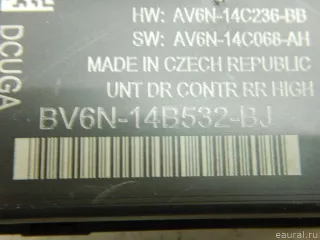 HW: AV6N-14C236-BB
SW: AV6N-14C068-AH
MADE IN CZECH REPUBLIC
UNT DR CONTR RR HIGH
BV6N-14B532-BJ
DCUGA
eaural.ru